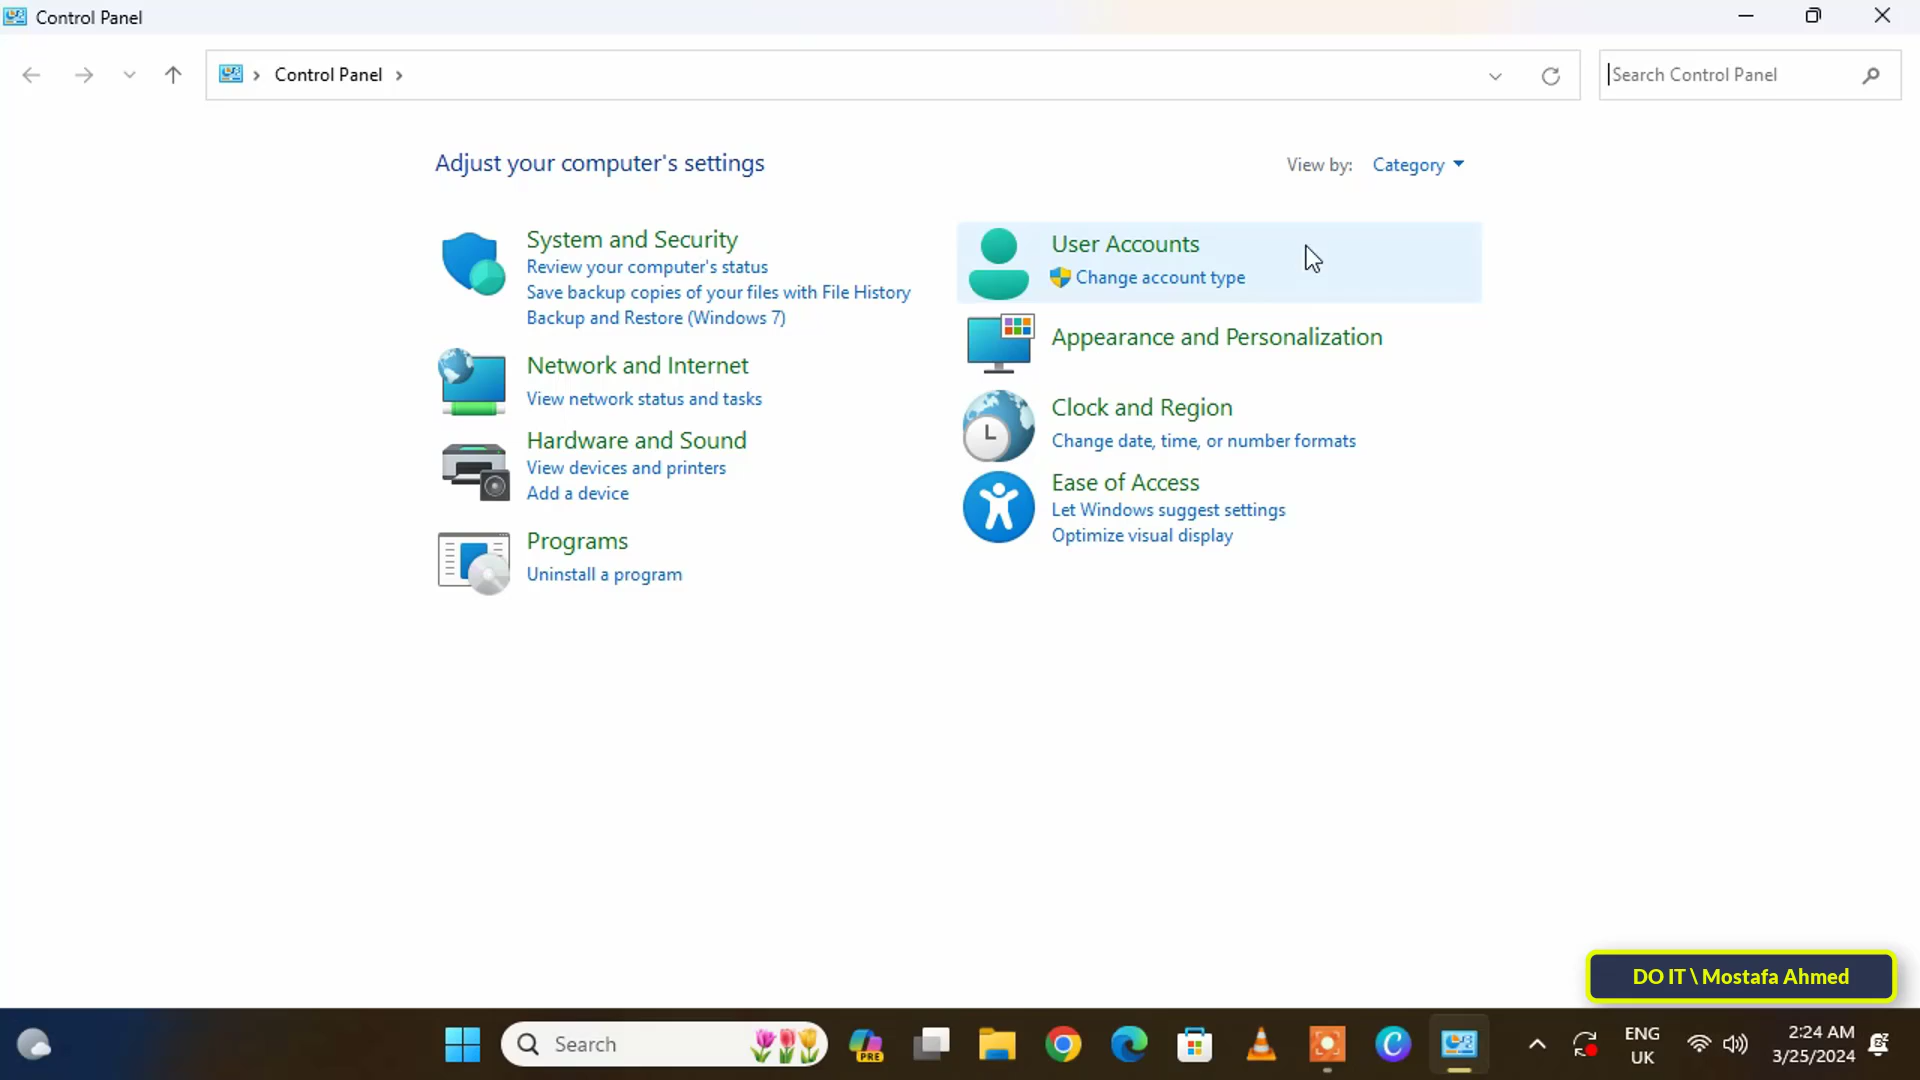 Control Panel
Control Panel
Search Control Panel
Adjust your computer's settings
View by: Category
System and Security
Review your computer's status
Save backup copies of your files with File History
Backup and Restore (Windows 7)
Network and Internet
View network status and tasks
Hardware and Sound
View devices and printers
Add a device
Programs
Uninstall a program
User Accounts
Change account type
Appearance and Personalization
Clock and Region
Change date, time, or number formats
Ease of Access
Let Windows suggest settings
Optimize visual display
DO IT \ Mostafa Ahmed
Search
PRE
ENG
UK
2:24 AM
3/25/2024